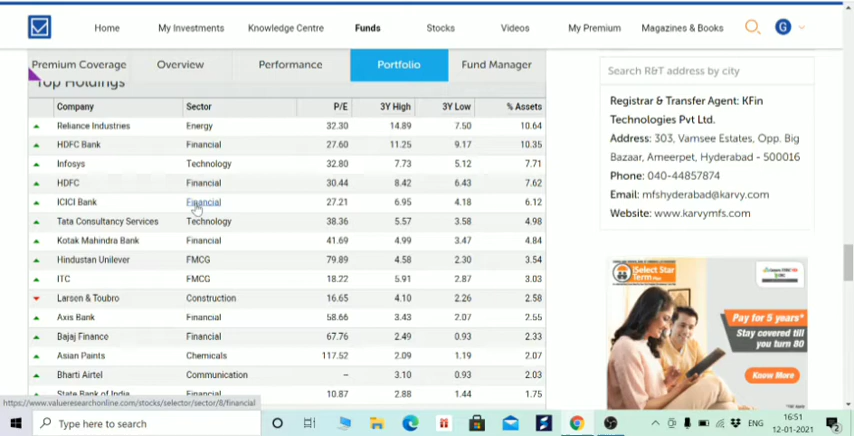 Home My Investments Knowledge Centre Funds Stocks Videos My Premium Magazines & Books G
Premium Coverage Overview Performance Portfolio Fund Manager
Top Holdings
Company Sector P/E 3Y High 3Y Low % Assets
Reliance Industries Energy 32.30 14.89 7.50 10.64
HDFC Bank Financial 27.60 11.25 9.17 10.35
Infosys Technology 32.80 7.73 5.12 7.71
HDFC Financial 30.44 8.42 6.43 7.62
ICICI Bank Financial 27.21 6.95 4.18 6.12
Tata Consultancy Services Technology 38.36 5.57 3.58 4.98
Kotak Mahindra Bank Financial 41.69 4.99 3.47 4.84
Hindustan Unilever FMCG 79.89 4.58 2.30 3.54
ITC FMCG 18.22 5.91 2.87 3.03
Larsen & Toubro Construction 16.65 4.10 2.26 2.58
Axis Bank Financial 58.66 3.43 2.07 2.55
Bajaj Finance Financial 67.76 2.49 0.93 2.33
Asian Paints Chemicals 117.52 2.09 1.19 2.07
Bharti Airtel Communication – 3.10 0.93 2.03
State Bank of India Financial 10.87 2.88 1.44 1.75
https://www.valueresearchonline.com/stocks/selector/sector/8/financial
Search R&T address by city
Registrar & Transfer Agent: KFin
Technologies Pvt Ltd.
Address: 303, Vamsee Estates, Opp. Big
Bazaar, Ameerpet, Hyderabad - 500016
Phone: 040-44857874
Email: mfshyderabad@karvy.com
Website: www.karvymfs.com
iSelect Star
Term Plan
Pay for 5 years*
Stay covered till
you turn 80
Know More
Type here to search
ENG
16:51
12-01-2021
2